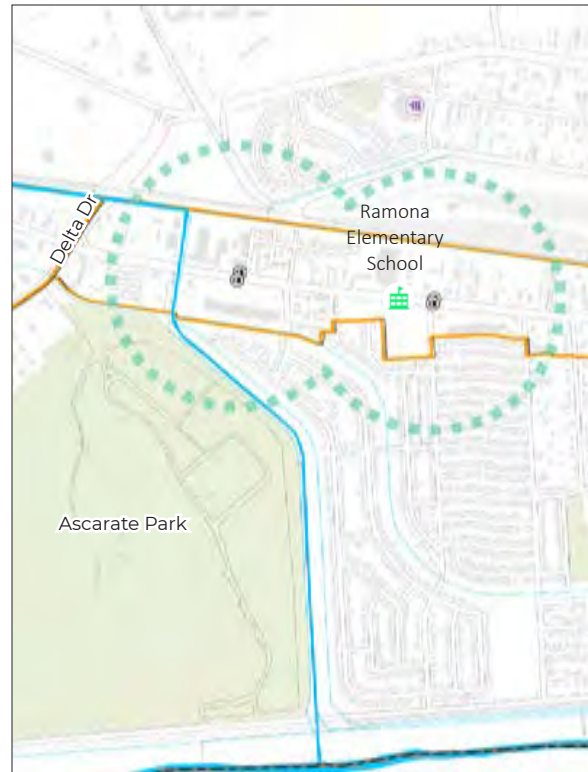 Delta Dr
Ramona
Elementary
School
Ascarate Park